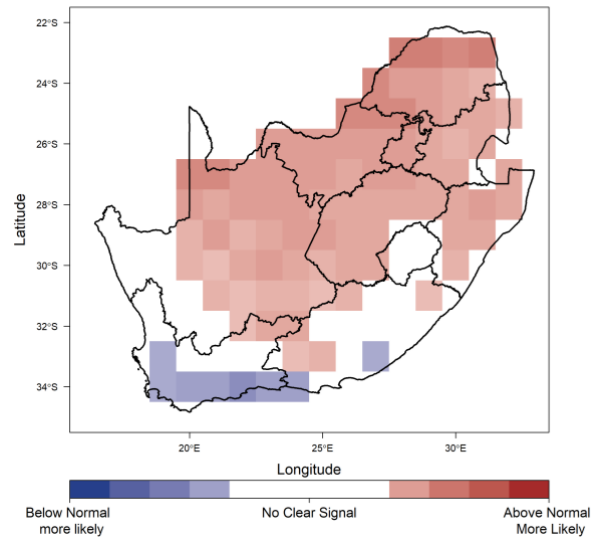 22°S
24°S
26°S
28°S
30°S
32°S
34°S
Latitude
20°E 25°E 30°E
Longitude
Below Normal No Clear Signal Above Normal
more likely More Likely